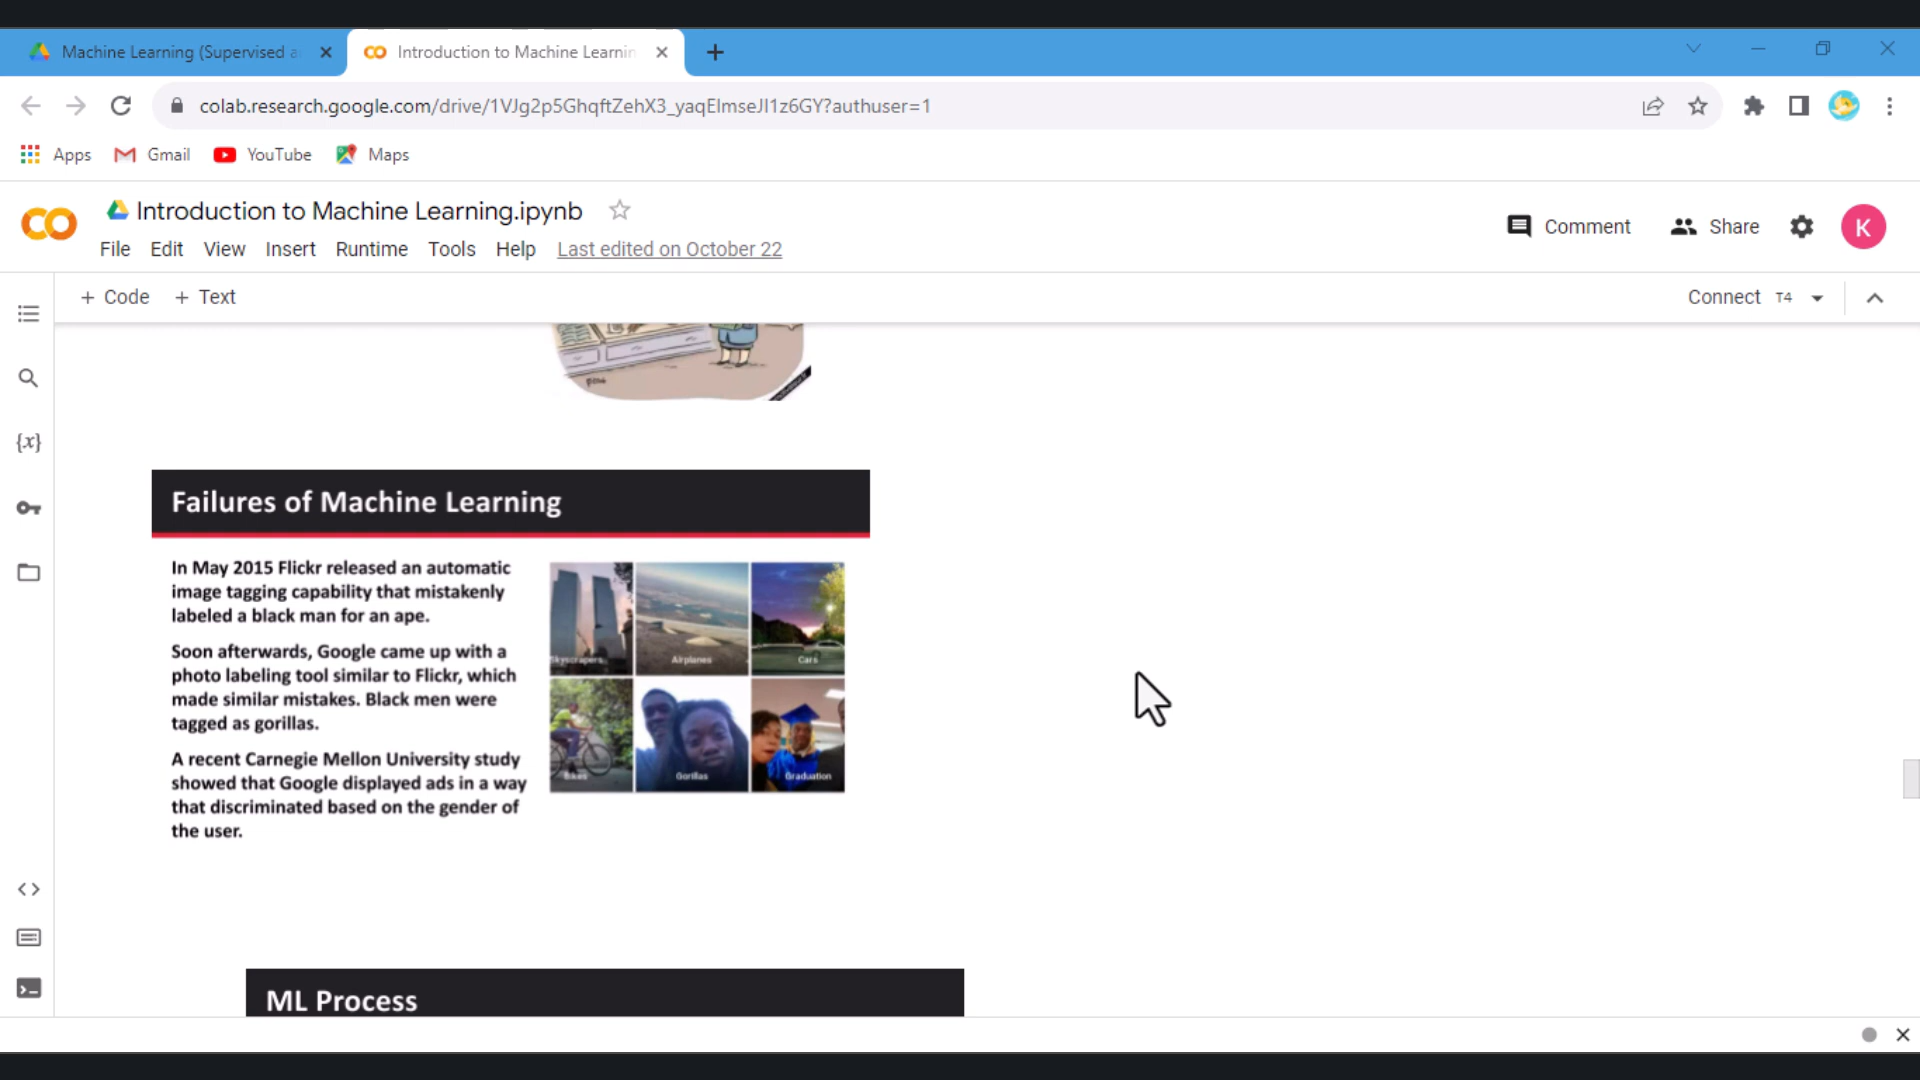 Machine Learning (Supervised a
Introduction to Machine Learnin
colab.research.google.com/drive/1VJg2p5GhqftZehX3_yaqElmseJI1z6GY?authuser=1
Apps
Gmail
YouTube
Maps
Introduction to Machine Learning.ipynb
File Edit View Insert Runtime Tools Help Last edited on October 22
Comment
Share
K
+ Code + Text
Connect T4
{x}
Failures of Machine Learning
In May 2015 Flickr released an automatic
image tagging capability that mistakenly
labeled a black man for an ape.
Soon afterwards, Google came up with a
photo labeling tool similar to Flickr, which
made similar mistakes. Black men were
tagged as gorillas.
A recent Carnegie Mellon University study
showed that Google displayed ads in a way
that discriminated based on the gender of
the user.
Skyscrapers
Airplanes
Cars
Bikes
Gorillas
Graduation
ML Process